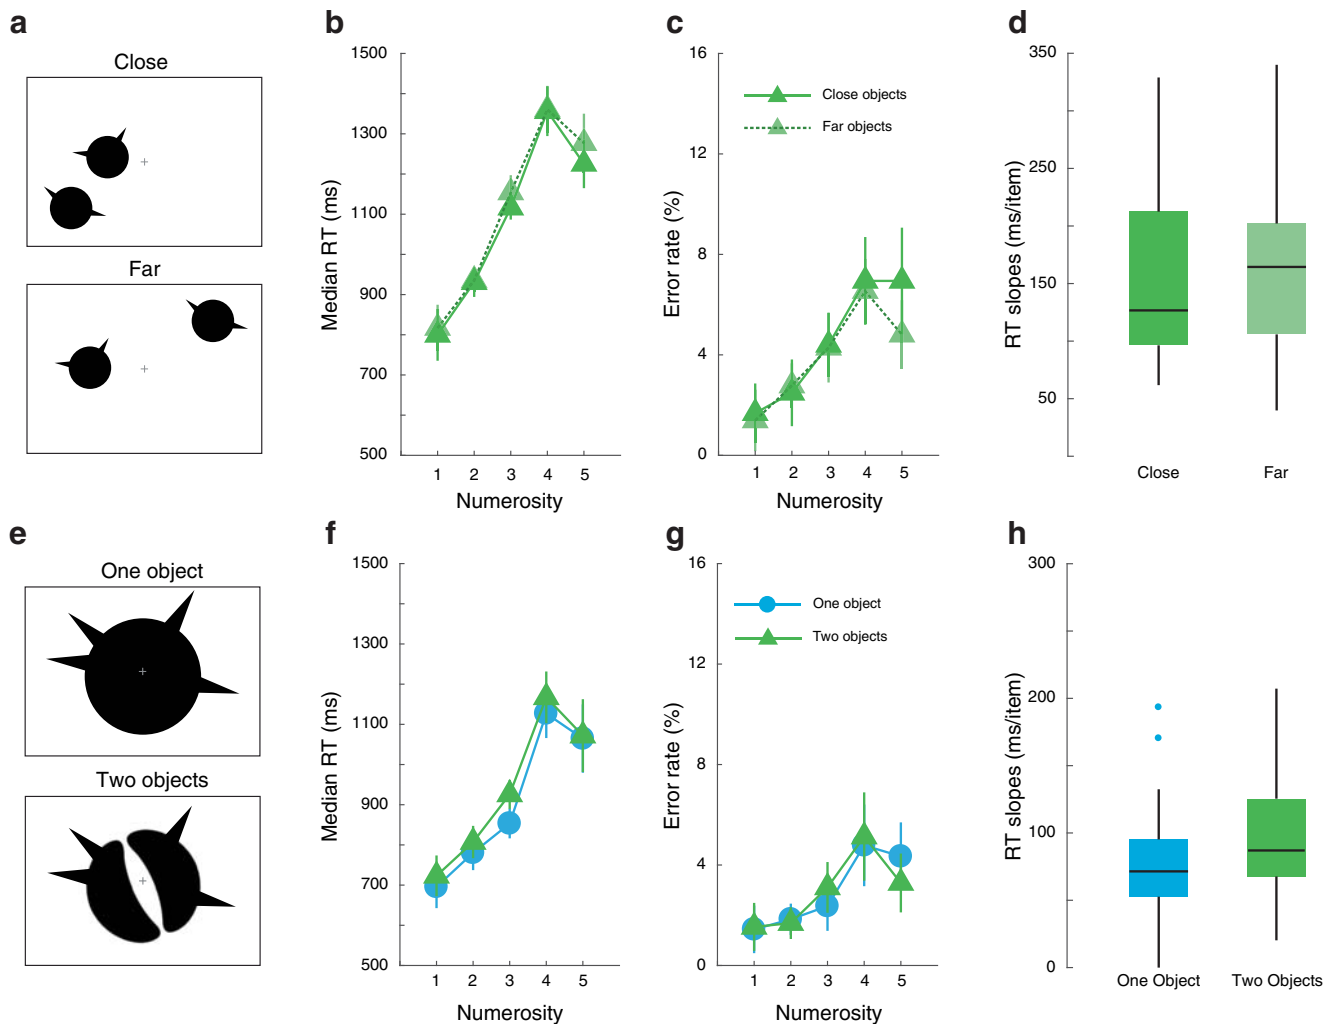 a
Close
Far
b
1500
1300
1100
900
700
500
Median RT (ms)
1 2 3 4 5
Numerosity
c
16
12
8
4
0
Error rate (%)
Close objects
Far objects
1 2 3 4 5
Numerosity
d
350
250
150
50
RT slopes (ms/item)
Close Far
e
One object
Two objects
f
1500
1300
1100
900
700
500
Median RT (ms)
1 2 3 4 5
Numerosity
g
16
12
8
4
0
Error rate (%)
One object
Two objects
1 2 3 4 5
Numerosity
h
300
200
100
0
RT slopes (ms/item)
One Object Two Objects